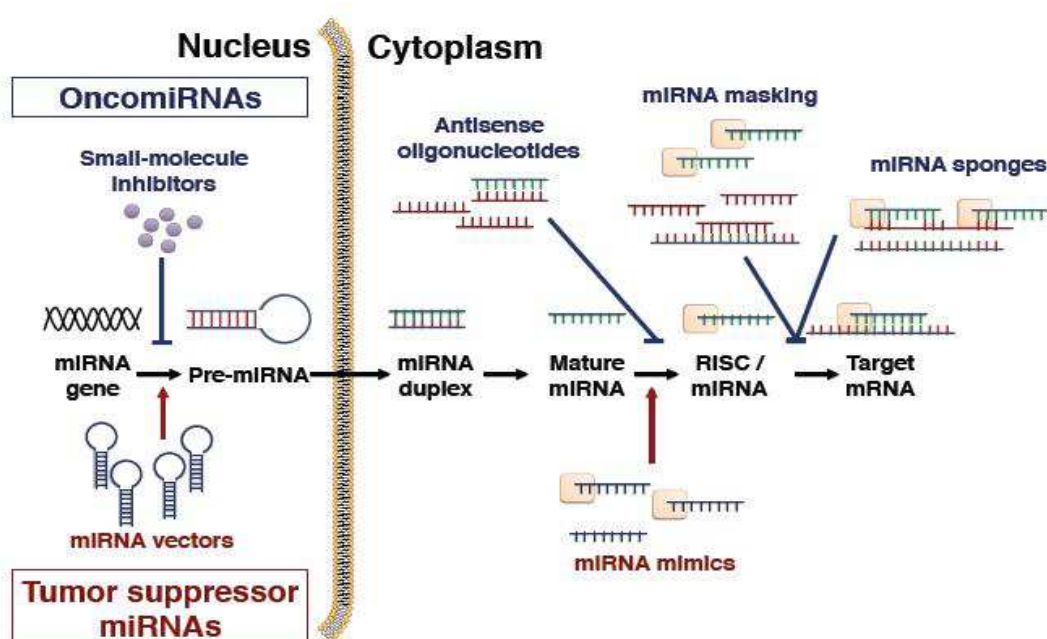 Nucleus
Cytoplasm
OncomiRNAs
Small-molecule
inhibitors
Antisense
oligonucleotides
miRNA masking
miRNA sponges
miRNA
gene
Pre-miRNA
miRNA
duplex
Mature
miRNA
RISC /
miRNA
Target
mRNA
miRNA vectors
miRNA mimics
Tumor suppressor
miRNAs